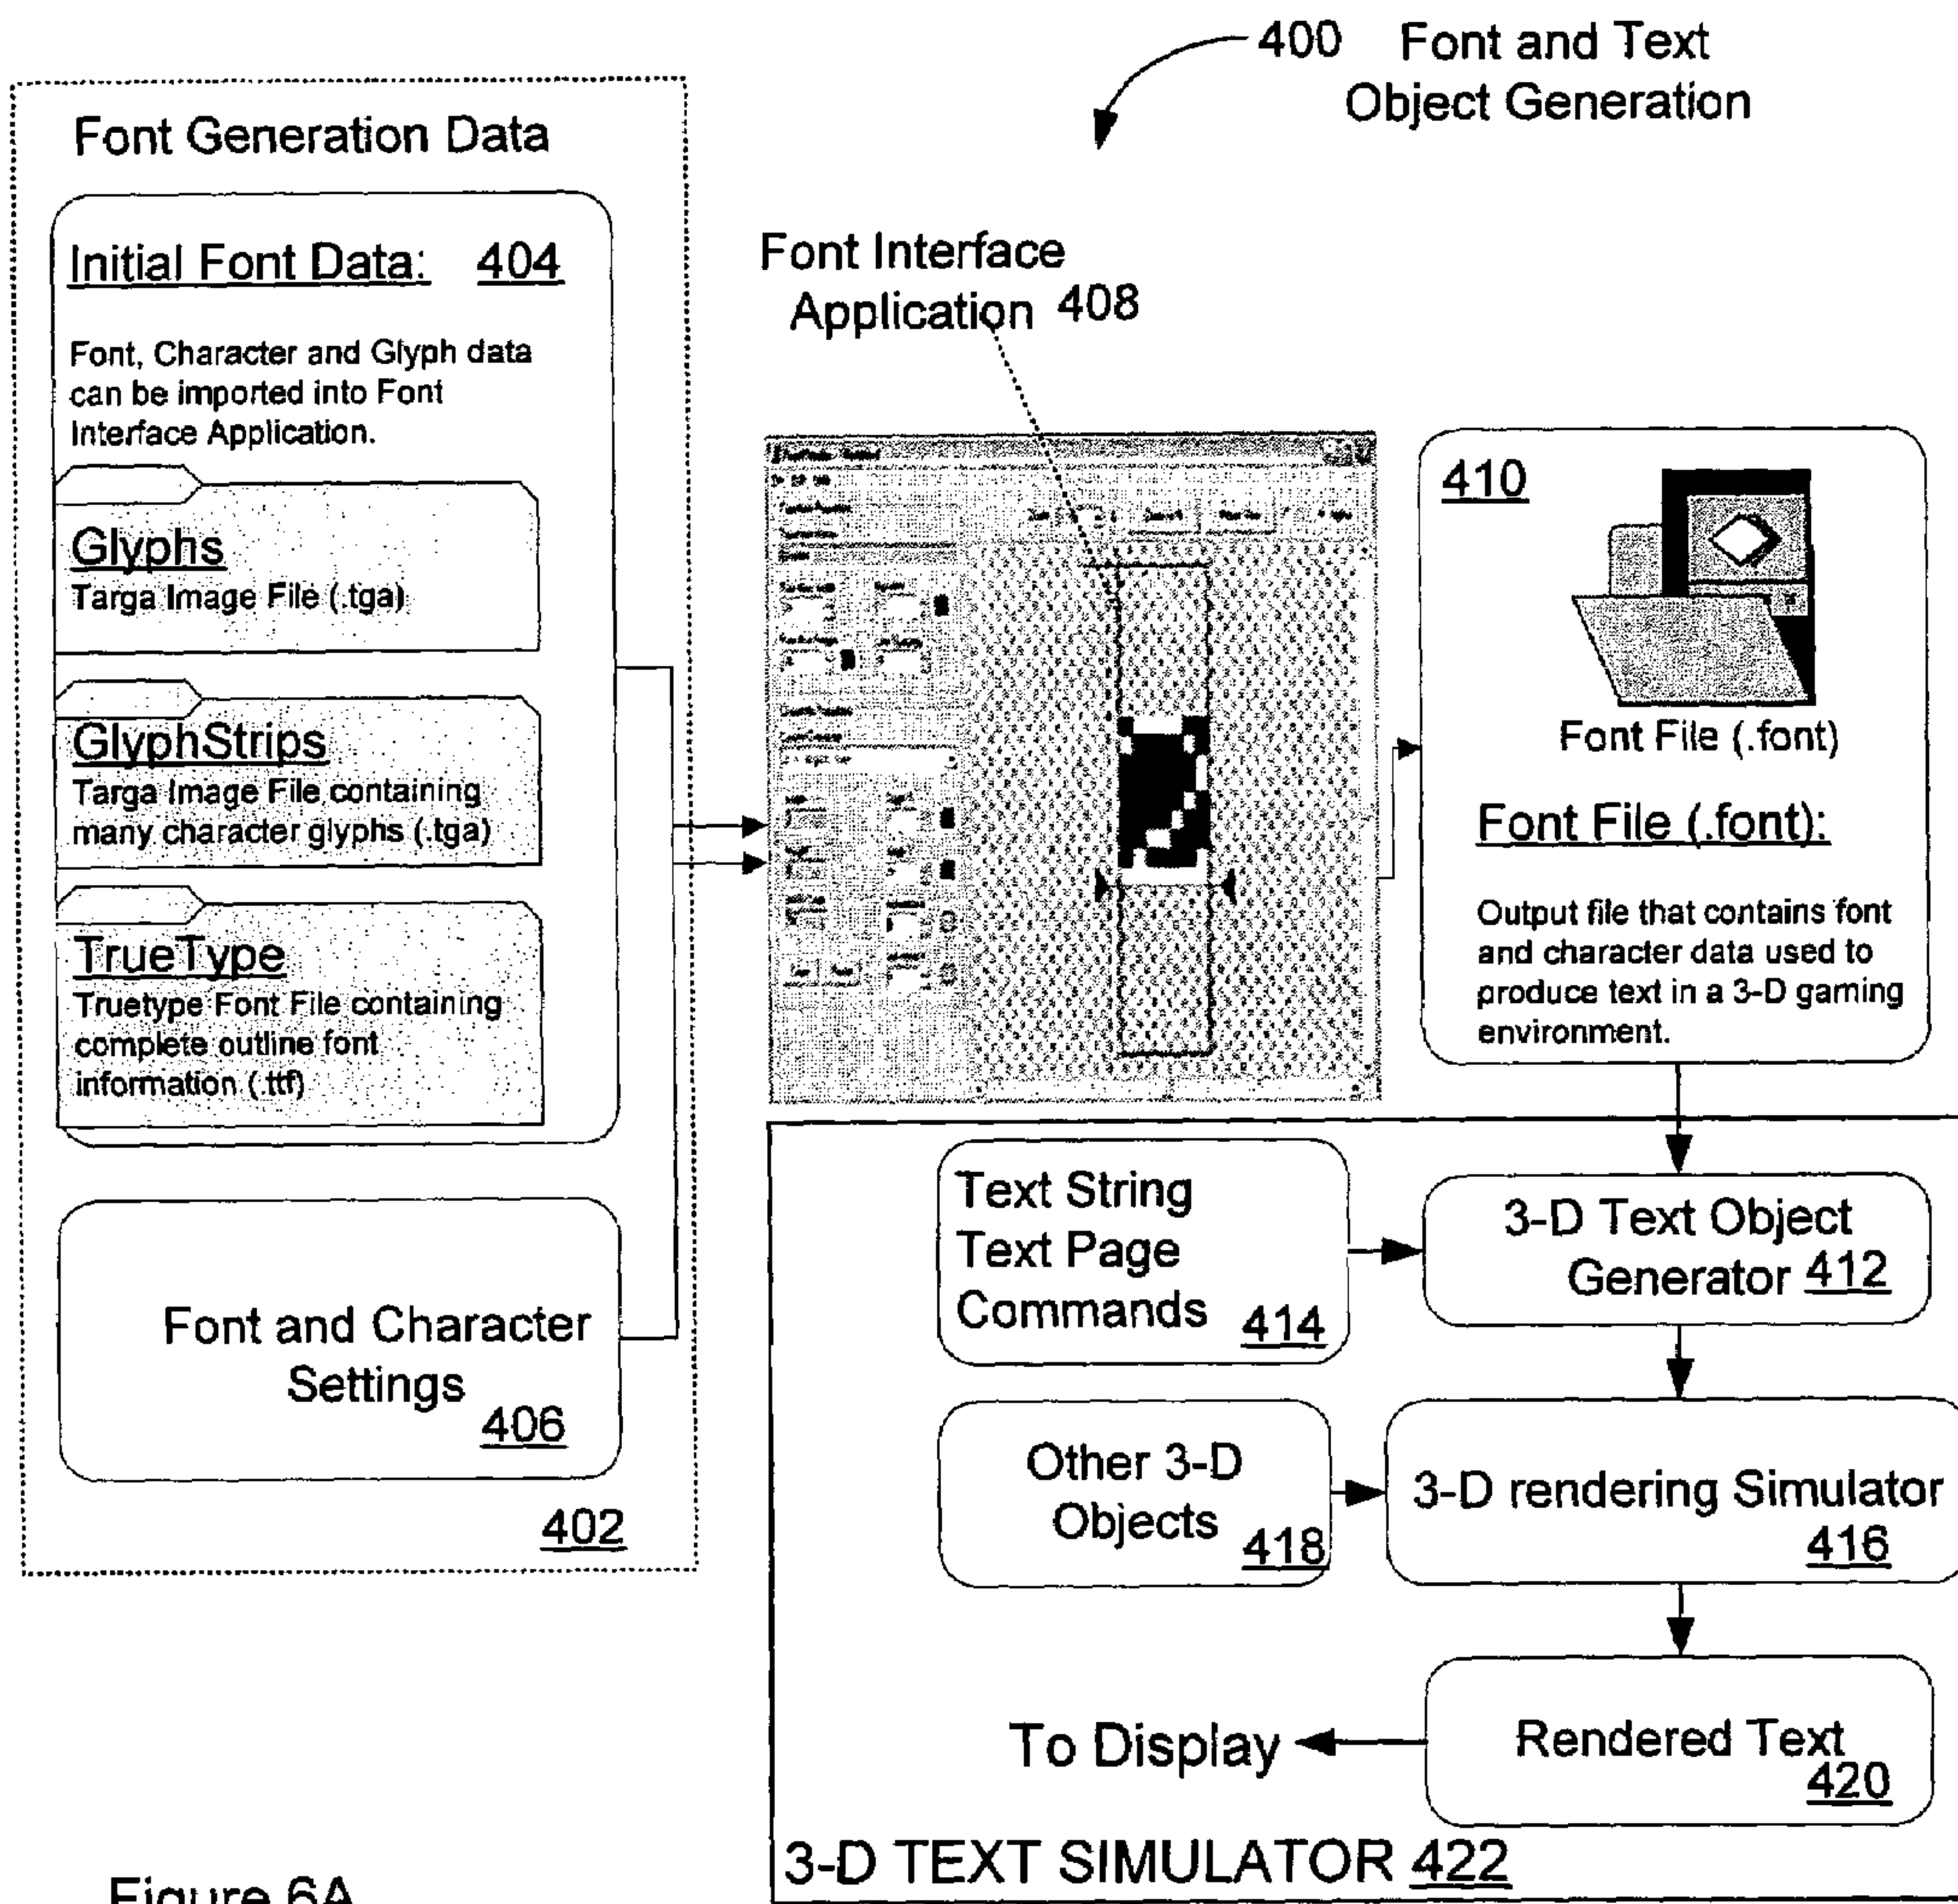 400 Font and Text
Object Generation
Font Generation Data
Initial Font Data: 404
Font, Character and Glyph data
can be imported into Font
Interface Application.
Glyphs
Targa Image File (.tga)
GlyphStrips
Targa Image File containing
many character glyphs (.tga)
TrueType
Truetype Font File containing
complete outline font
information (.ttf)
Font and Character
Settings
406
402
Font Interface
Application 408
410
Font File (.font)
Font File (.font):
Output file that contains font
and character data used to
produce text in a 3-D gaming
environment.
Text String
Text Page
Commands 414
3-D Text Object
Generator 412
Other 3-D
Objects 418
3-D rendering Simulator
416
Rendered Text
420
To Display
3-D TEXT SIMULATOR 422
Figure 6A